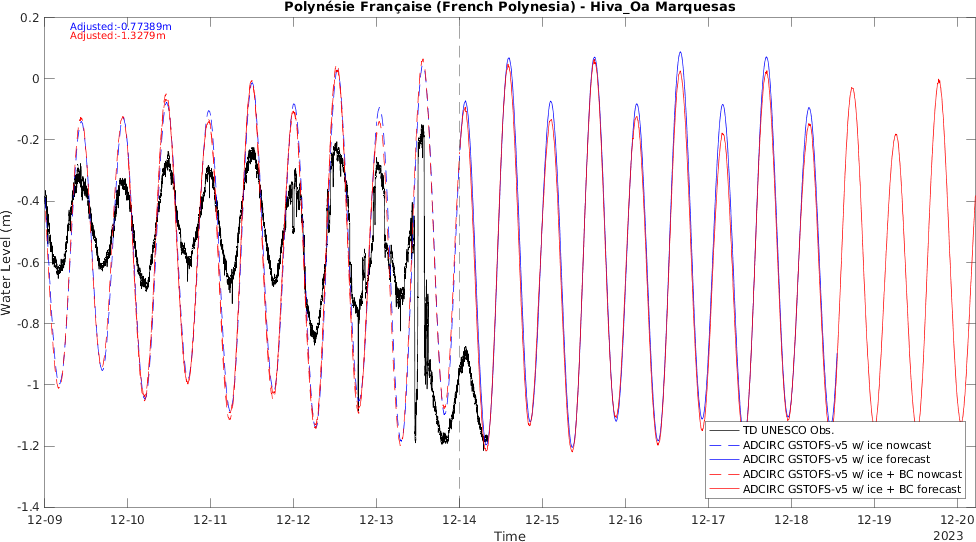 Polynésie Française (French Polynesia) - Hiva_Oa Marquesas
Adjusted:-0.77389m
Adjusted:-1.3279m
0.2
0
-0.2
-0.4
-0.6
-0.8
-1
-1.2
-1.4
Water Level (m)
TD UNESCO Obs.
ADCIRC GSTOFS-v5 w/ ice nowcast
ADCIRC GSTOFS-v5 w/ ice forecast
ADCIRC GSTOFS-v5 w/ ice + BC nowcast
ADCIRC GSTOFS-v5 w/ ice + BC forecast
12-09 12-10 12-11 12-12 12-13 12-14 12-15 12-16 12-17 12-18 12-19 12-20
Time
2023